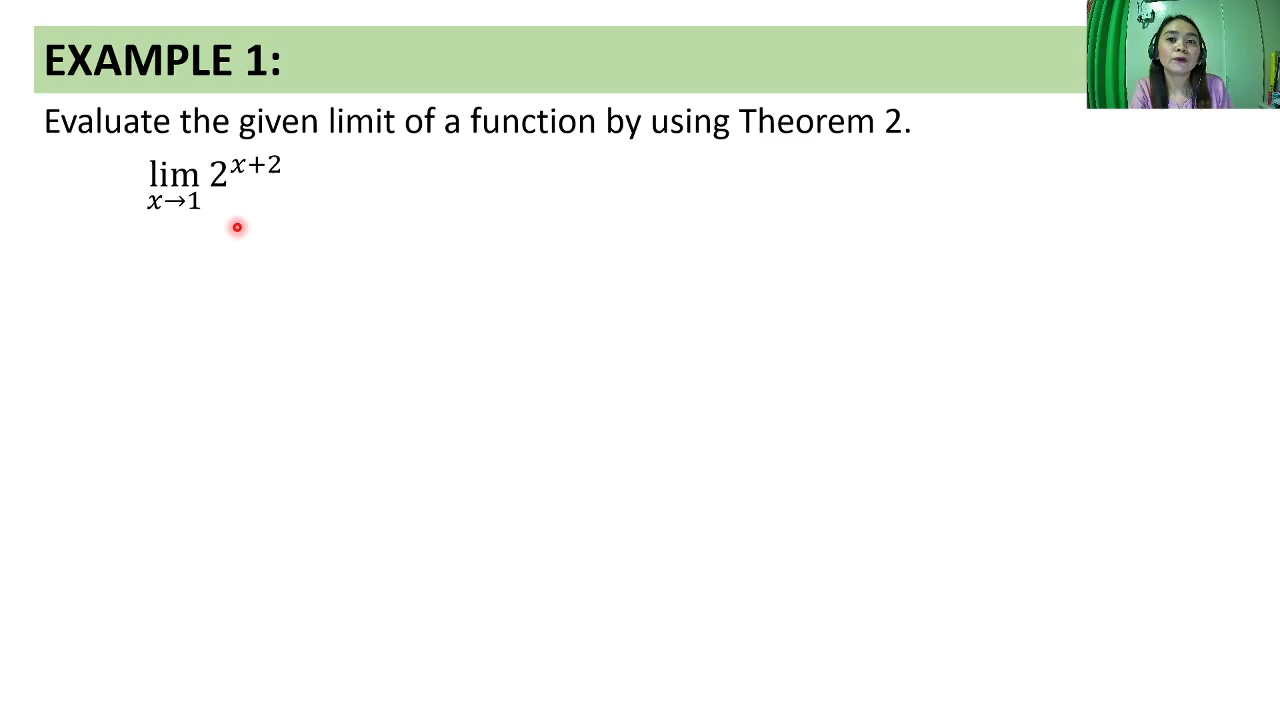 EXAMPLE 1:
Evaluate the given limit of a function by using Theorem 2.
lim 2^{x+2}
x→1